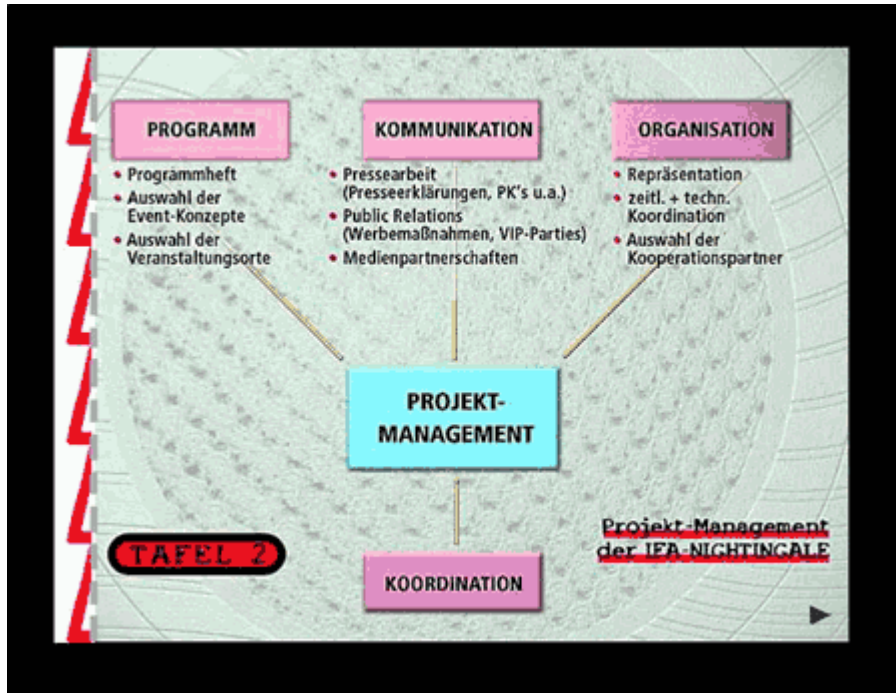 PROGRAMM
• Programmheft
• Auswahl der
Event-Konzepte
• Auswahl der
Veranstaltungsorte
KOMMUNIKATION
• Pressearbeit
(Presseerklärungen, PK's u.a.)
• Public Relations
(Werbemaßnahmen, VIP-Parties)
• Medienpartnerschaften
ORGANISATION
• Repräsentation
• zeitl. + techn.
Koordination
• Auswahl der
Kooperationspartner
PROJEKT-
MANAGEMENT
KOORDINATION
TAFEL 2
Projekt-Management
der IFA-NIGHTINGALE